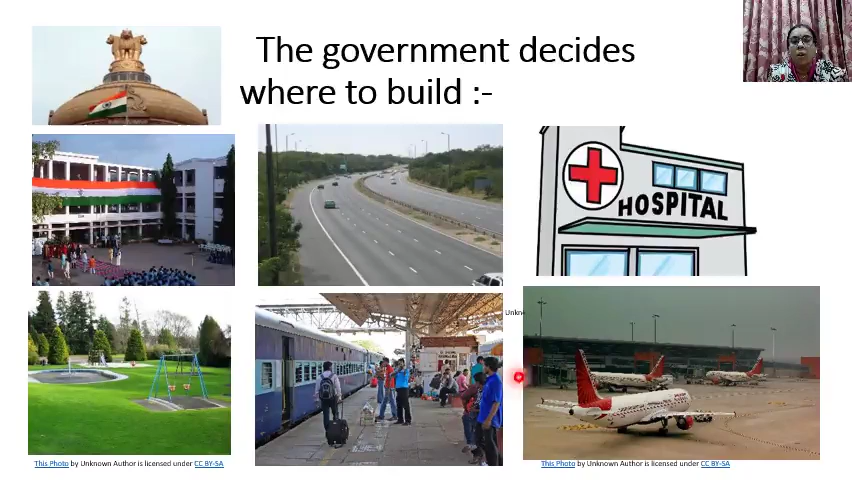 The government decides
where to build :-
HOSPITAL
This Photo by Unknown Author is licensed under CC BY-SA
This Photo by Unknown Author is licensed under CC BY-SA